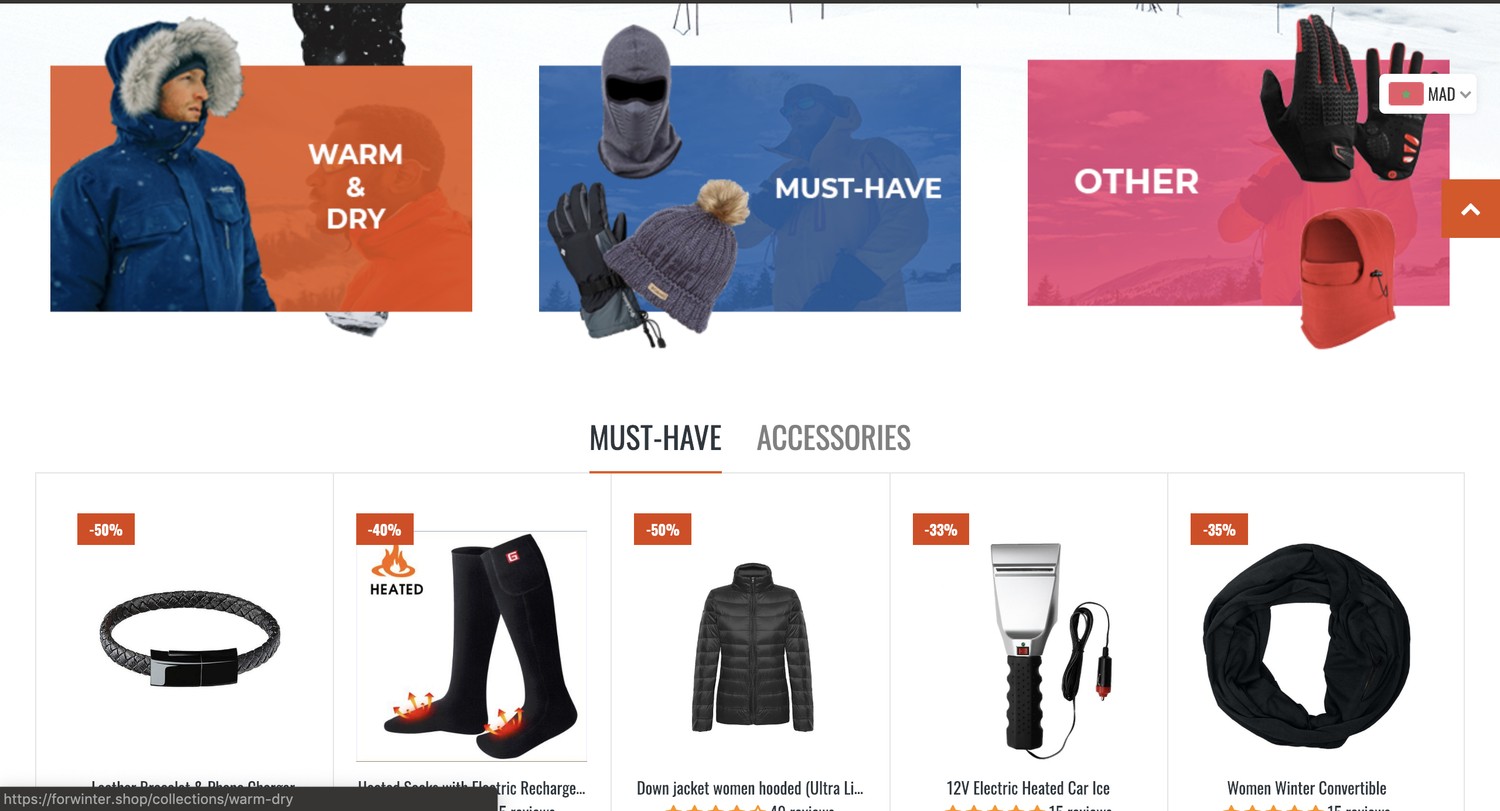 WARM
&
DRY
MUST-HAVE
OTHER
MAD
MUST-HAVE
ACCESSORIES
-50%
-40%
-50%
-33%
-35%
HEATED
G
Leather Bracelet & Phone Charger
Heated Socks with Electric Recharge...
Down jacket women hooded (Ultra Li...
12V Electric Heated Car Ice
Women Winter Convertible
5 reviews
40 reviews
15 reviews
15 reviews
https://forwinter.shop/collections/warm-dry